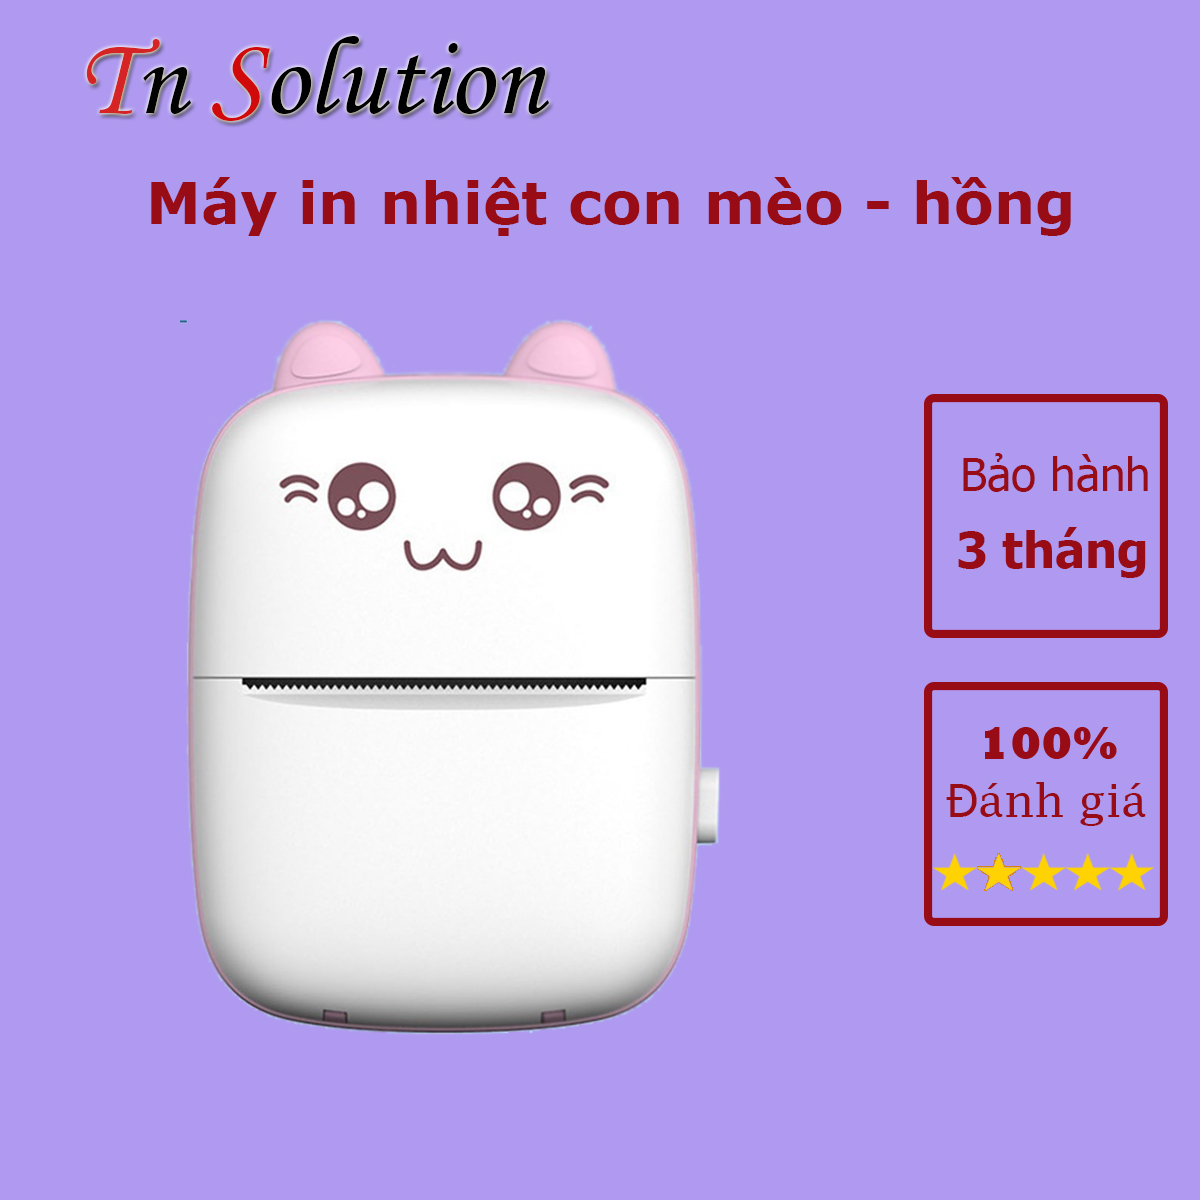 Tn Solution
Máy in nhiệt con mèo - hồng
Bảo hành
3 tháng
100%
Đánh giá